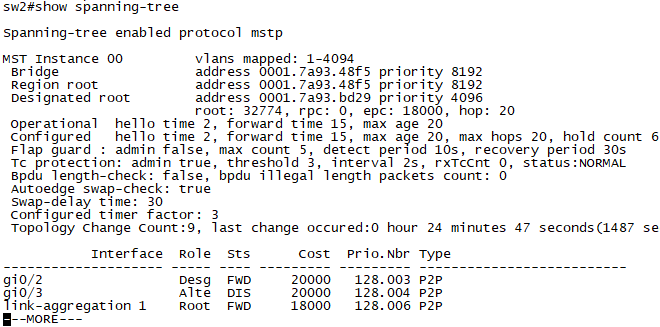 sw2#show spanning-tree
Spanning-tree enabled protocol mstp
MST Instance 00 vlans mapped: 1-4094
Bridge address 0001.7a93.48f5 priority 8192
Region root address 0001.7a93.48f5 priority 8192
Designated root address 0001.7a93.bd29 priority 4096
root: 32774, rpc: 0, epc: 18000, hop: 20
Operational hello time 2, forward time 15, max age 20
Configured hello time 2, forward time 15, max age 20, max hops 20, hold count 6
Flap guard : admin false, max count 5, detect period 10s, recovery period 30s
Tc protection: admin true, threshold 3, interval 2s, rxTcCnt 0, status:NORMAL
Bpdu length-check: false, bpdu illegal length packets count: 0
Autoedge swap-check: true
Swap-delay time: 30
Configured timer factor: 3
Topology Change Count:9, last change occured:0 hour 24 minutes 47 seconds(1487 se
Interface Role Sts Cost Prio.Nbr Type
-------------------- ---- --- --------- -------- --------------------------
gi0/2 Desg FWD 20000 128.003 P2P
gi0/3 Alte DIS 20000 128.004 P2P
link-aggregation 1 Root FWD 18000 128.006 P2P
---MORE---